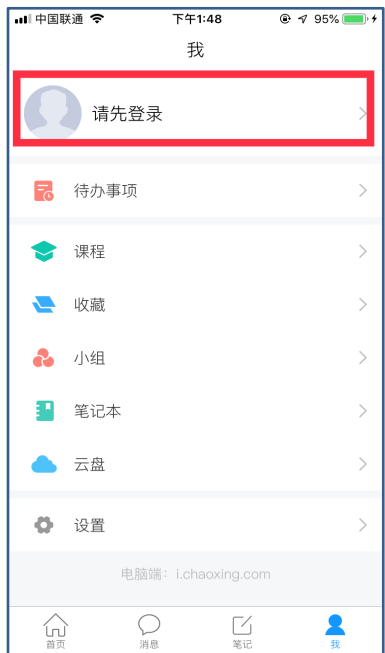 中国联通 下午1:48 95%
我
请先登录
待办事项
课程
收藏
小组
笔记本
云盘
设置
电脑端：i.chaoxing.com
首页 消息 笔记 我